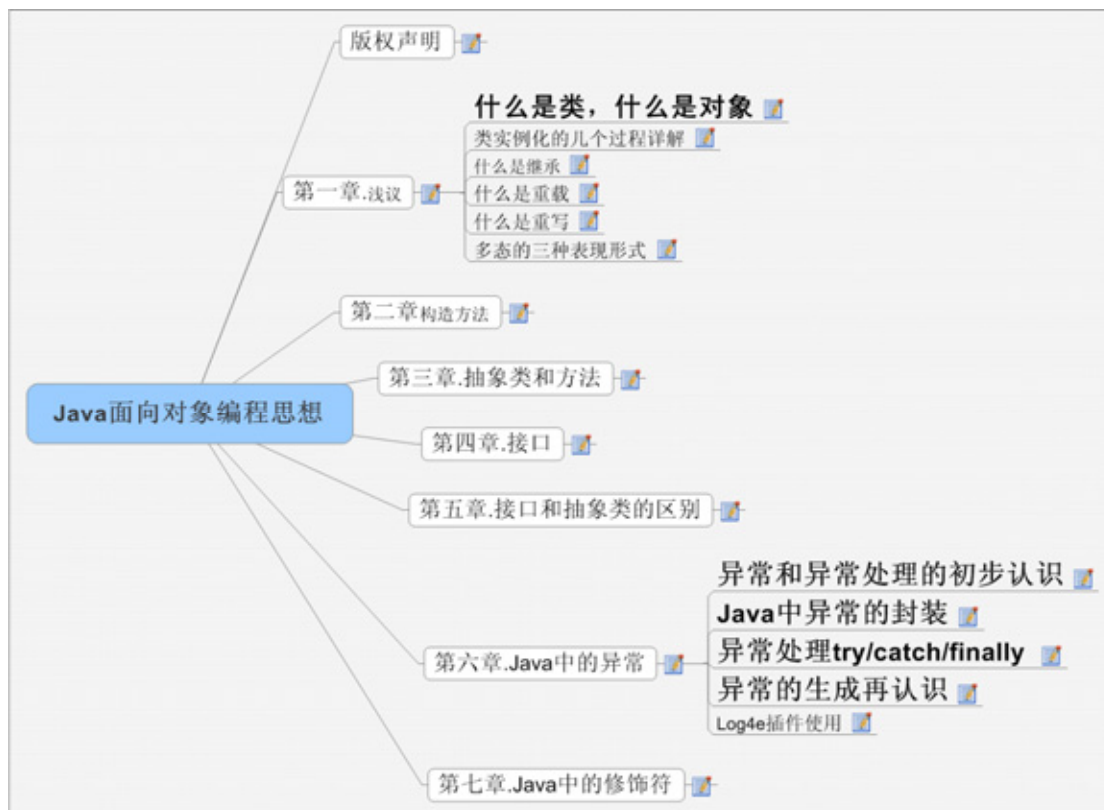 版权声明
什么是类，什么是对象
类实例化的几个过程详解
什么是继承
第一章.浅议
什么是重载
什么是重写
多态的三种表现形式
第二章构造方法
第三章.抽象类和方法
Java面向对象编程思想
第四章.接口
第五章.接口和抽象类的区别
异常和异常处理的初步认识
Java中异常的封装
第六章.Java中的异常
异常处理try/catch/finally
异常的生成再认识
Log4e插件使用
第七章.Java中的修饰符